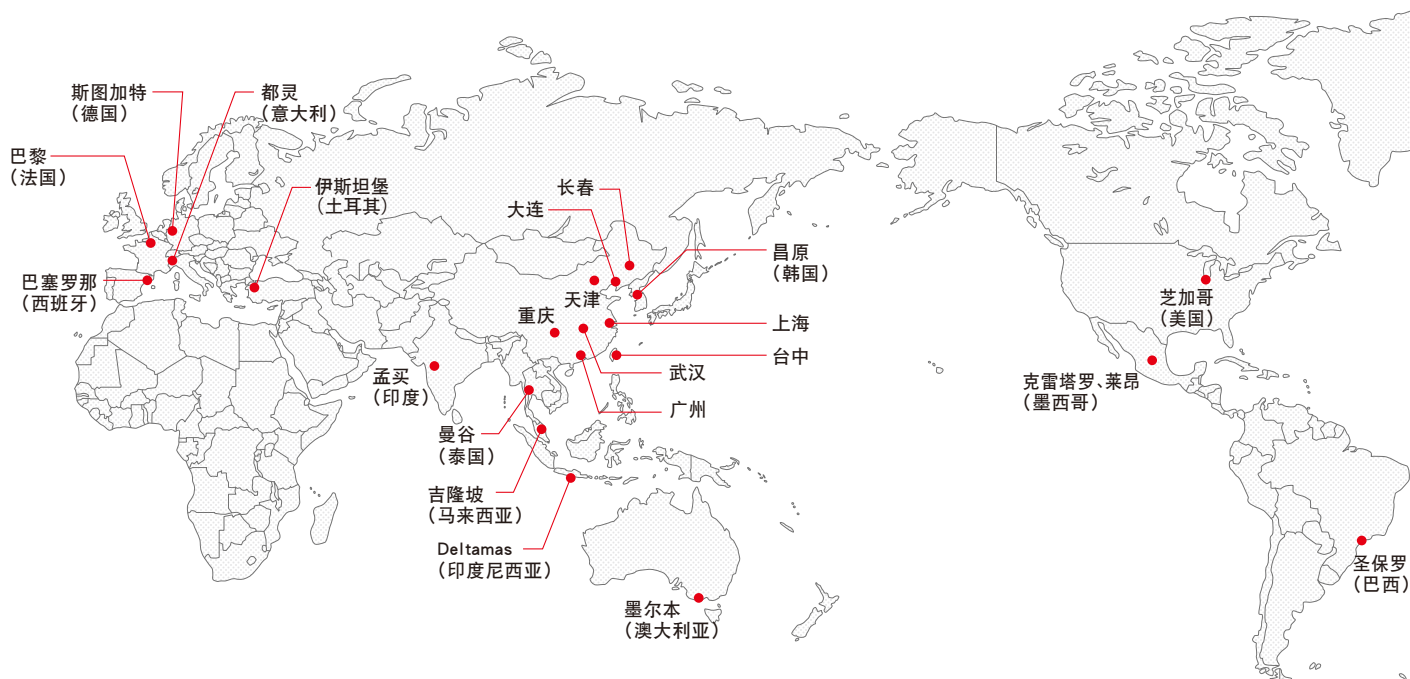 斯图加特
（德国）
都灵
（意大利）
巴黎
（法国）
伊斯坦堡
（土耳其）
巴塞罗那
（西班牙）
长春
大连
昌原
（韩国）
天津
重庆
上海
台中
武汉
广州
孟买
（印度）
曼谷
（泰国）
吉隆坡
（马来西亚）
Deltamas
（印度尼西亚）
墨尔本
（澳大利亚）
芝加哥
（美国）
克雷塔罗、莱昂
（墨西哥）
圣保罗
（巴西）